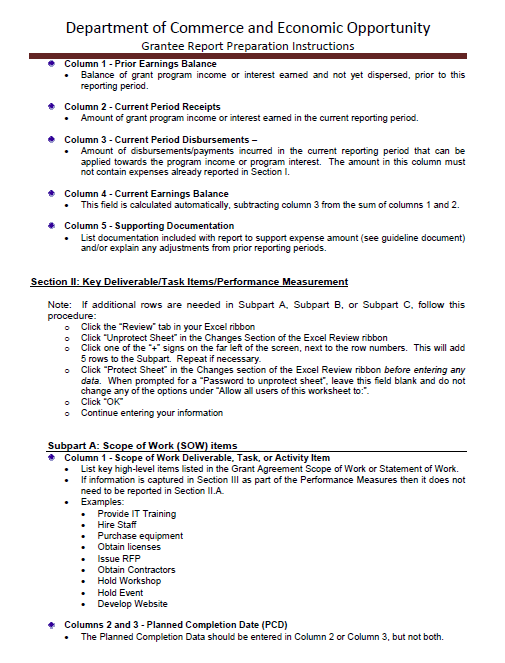 Department of Commerce and Economic Opportunity
Grantee Report Preparation Instructions
Column 1 - Prior Earnings Balance
• Balance of grant program income or interest earned and not yet dispersed, prior to this
reporting period.
Column 2 - Current Period Receipts
• Amount of grant program income or interest earned in the current reporting period.
Column 3 - Current Period Disbursements –
• Amount of disbursements/payments incurred in the current reporting period that can be
applied towards the program income or program interest. The amount in this column must
not contain expenses already reported in Section I.
Column 4 - Current Earnings Balance
• This field is calculated automatically, subtracting column 3 from the sum of columns 1 and 2.
Column 5 - Supporting Documentation
• List documentation included with report to support expense amount (see guideline document)
and/or explain any adjustments from prior reporting periods.
Section II: Key Deliverable/Task Items/Performance Measurement
Note: If additional rows are needed in Subpart A, Subpart B, or Subpart C, follow this
procedure:
o Click the "Review" tab in your Excel ribbon
o Click "Unprotect Sheet" in the Changes Section of the Excel Review ribbon
o Click one of the "+" signs on the far left of the screen, next to the row numbers. This will add
5 rows to the Subpart. Repeat if necessary.
o Click "Protect Sheet" in the Changes section of the Excel Review ribbon before entering any
data. When prompted for a "Password to unprotect sheet", leave this field blank and do not
change any of the options under "Allow all users of this worksheet to:".
o Click "OK"
o Continue entering your information
Subpart A: Scope of Work (SOW) items
Column 1 - Scope of Work Deliverable, Task, or Activity Item
• List key high-level items listed in the Grant Agreement Scope of Work or Statement of Work.
• If information is captured in Section III as part of the Performance Measures then it does not
need to be reported in Section II.A.
• Examples:
• Provide IT Training
• Hire Staff
• Purchase equipment
• Obtain licenses
• Issue RFP
• Obtain Contractors
• Hold Workshop
• Hold Event
• Develop Website
Columns 2 and 3 - Planned Completion Date (PCD)
• The Planned Completion Data should be entered in Column 2 or Column 3, but not both.